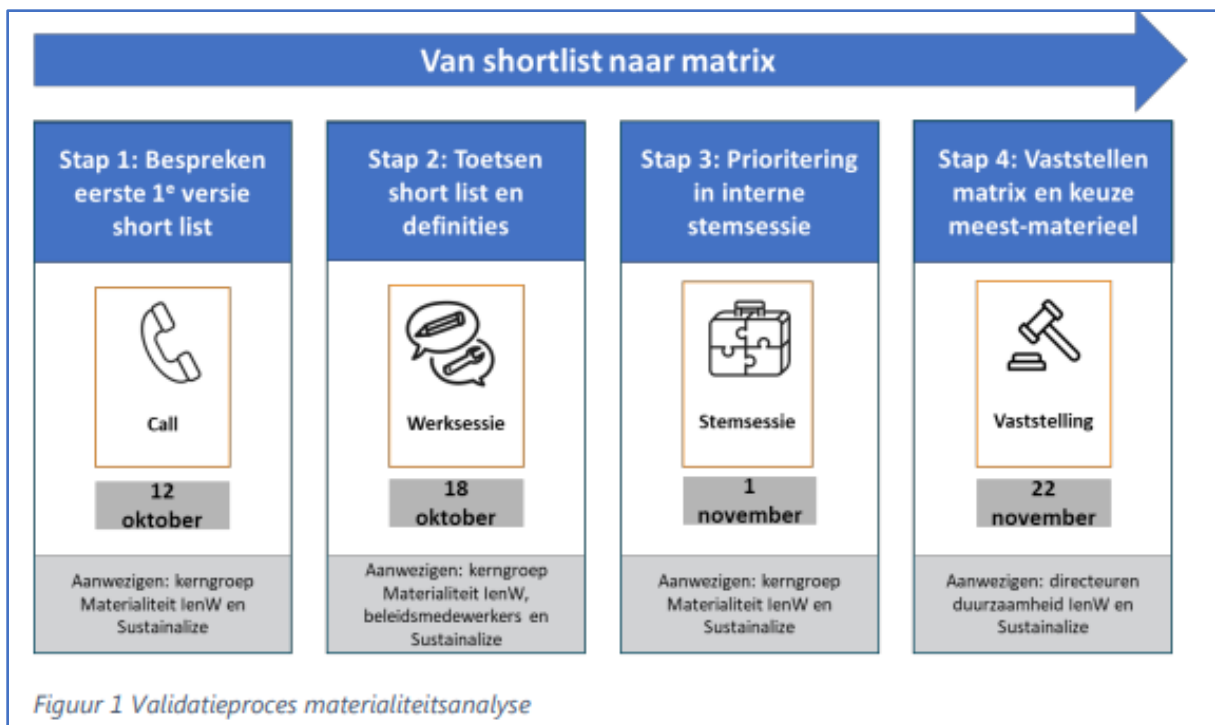 Van shortlist naar matrix
Stap 1: Bespreken
eerste 1e versie
short list
Call
12
oktober
Aanwezigen: kerngroep
Materialiteit IenW en
Sustainalize
Stap 2: Toetsen
short list en
definities
Werksessie
18
oktober
Aanwezigen: kerngroep
Materialiteit IenW,
beleidsmedewerkers en
Sustainalize
Stap 3: Prioritering
in interne
stemsessie
Stemsessie
1
november
Aanwezigen: kerngroep
Materialiteit IenW en
Sustainalize
Stap 4: Vaststellen
matrix en keuze
meest-materieel
Vaststelling
22
november
Aanwezigen: directeuren
duurzaamheid IenW en
Sustainalize
Figuur 1 Validatieproces materialiteitsanalyse